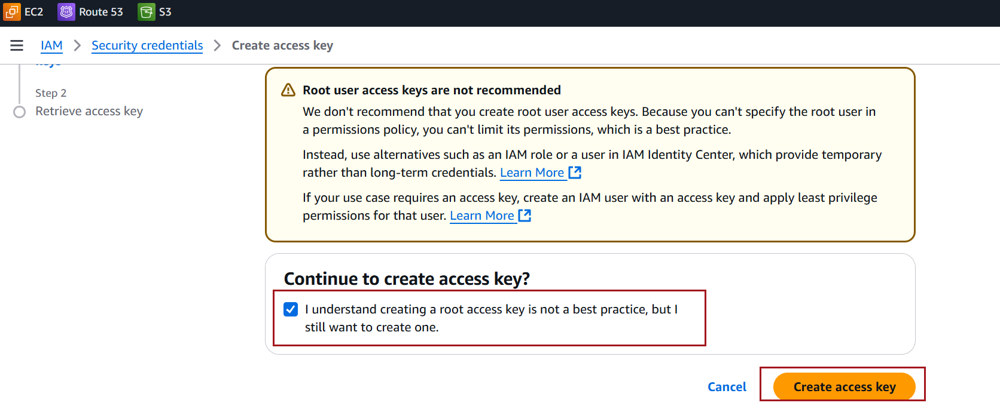 EC2 Route 53 S3
IAM Security credentials Create access key
keys
Step 2
Retrieve access key
Root user access keys are not recommended
We don't recommend that you create root user access keys. Because you can't specify the root user in
a permissions policy, you can't limit its permissions, which is a best practice.
Instead, use alternatives such as an IAM role or a user in IAM Identity Center, which provide temporary
rather than long-term credentials. Learn More
If your use case requires an access key, create an IAM user with an access key and apply least privilege
permissions for that user. Learn More
Continue to create access key?
I understand creating a root access key is not a best practice, but I
still want to create one.
Cancel Create access key